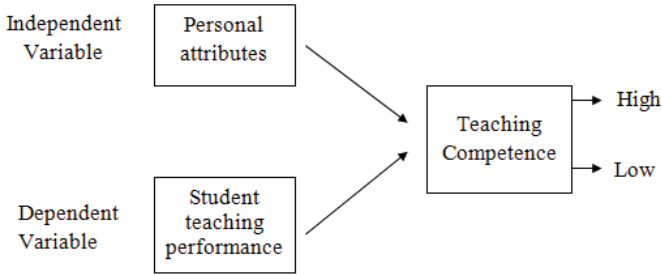 Independent
Variable
Personal
attributes
Teaching
Competence
High
Low
Dependent
Variable
Student
teaching
performance